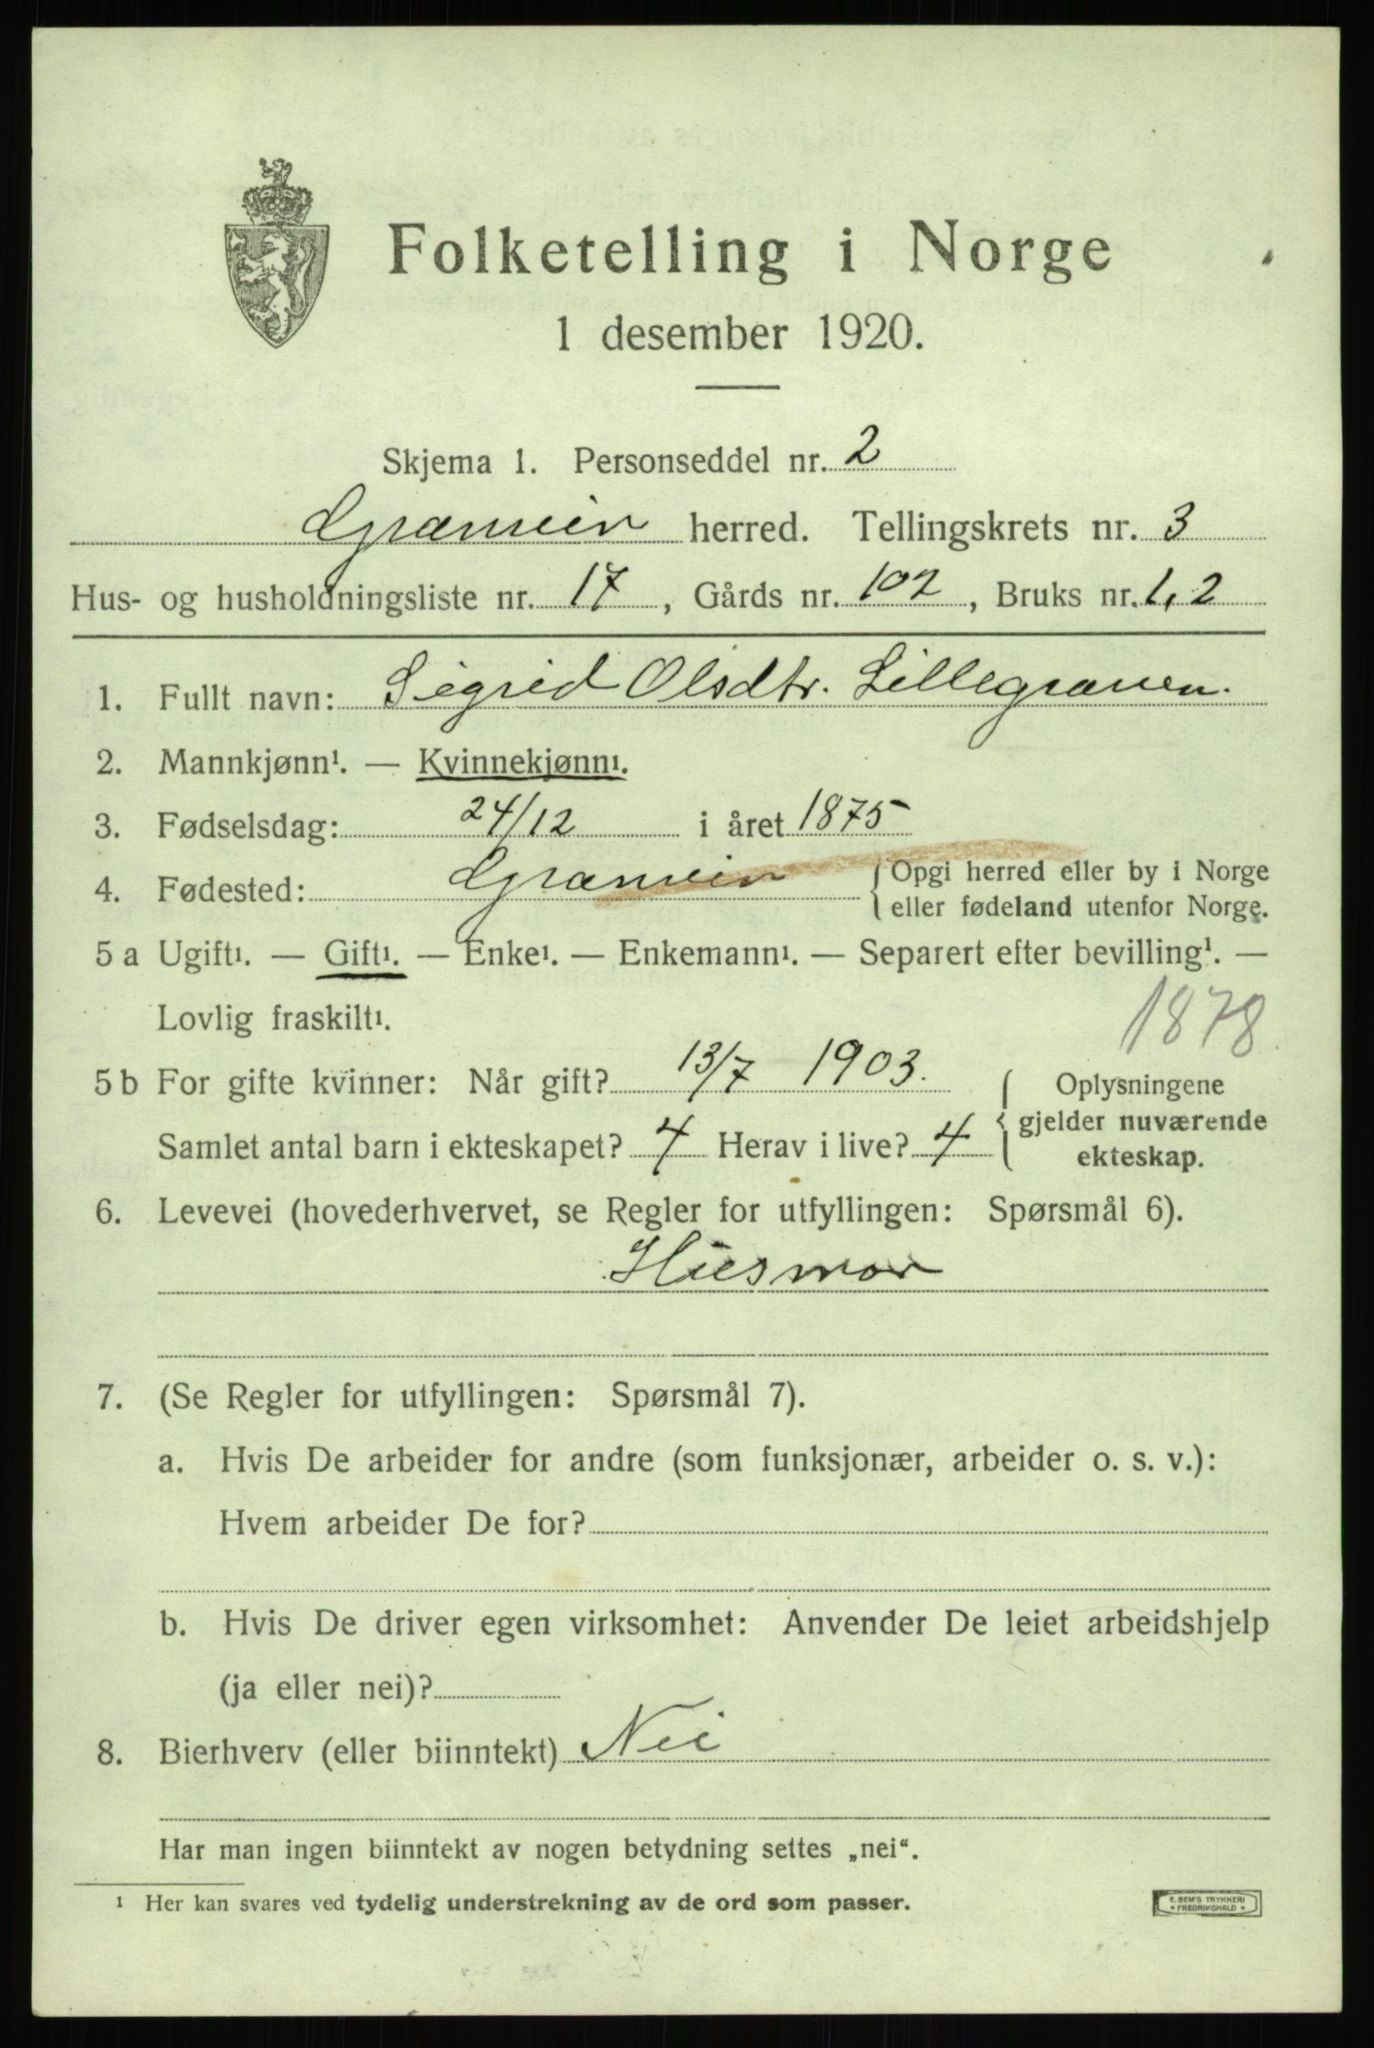 Folketelling i Norge
1 desember 1920.
Skjema 1. Personseddel nr. 2
Granvin herred. Tellingskrets nr. 3
Hus- og husholdningsliste nr. 17, Gårds nr. 102, Bruks nr. 1, 2
1. Fullt navn: Sigrid Olsdtr. Lillegraven.
2. Mannkjønn¹. — Kvinnekjønn¹.
3. Fødselsdag: 24/12 i året 1875
4. Fødested: Granvin { Opgi herred eller by i Norge
eller fødeland utenfor Norge.
5 a Ugift¹. — Gift¹. — Enke¹. — Enkemann¹. — Separert efter bevilling¹. —
Lovlig fraskilt¹.
1878
5 b For gifte kvinner: Når gift? 13/7 1903. { Oplysningene
gjelder nuværende
ekteskap.
Samlet antal barn i ekteskapet? 4 Herav i live? 4
6. Levevei (hovederhvervet, se Regler for utfyllingen: Spørsmål 6).
Husmor
7. (Se Regler for utfyllingen: Spørsmål 7).
a. Hvis De arbeider for andre (som funksjonær, arbeider o. s. v.):
Hvem arbeider De for?
b. Hvis De driver egen virksomhet: Anvender De leiet arbeidshjelp
(ja eller nei)?
8. Bierhverv (eller biinntekt) Nei
Har man ingen biinntekt av nogen betydning settes „nei“.
¹ Her kan svares ved tydelig understrekning av de ord som passer.
E. SEM'S TRYKKERI
* FREDRIKSHALD *